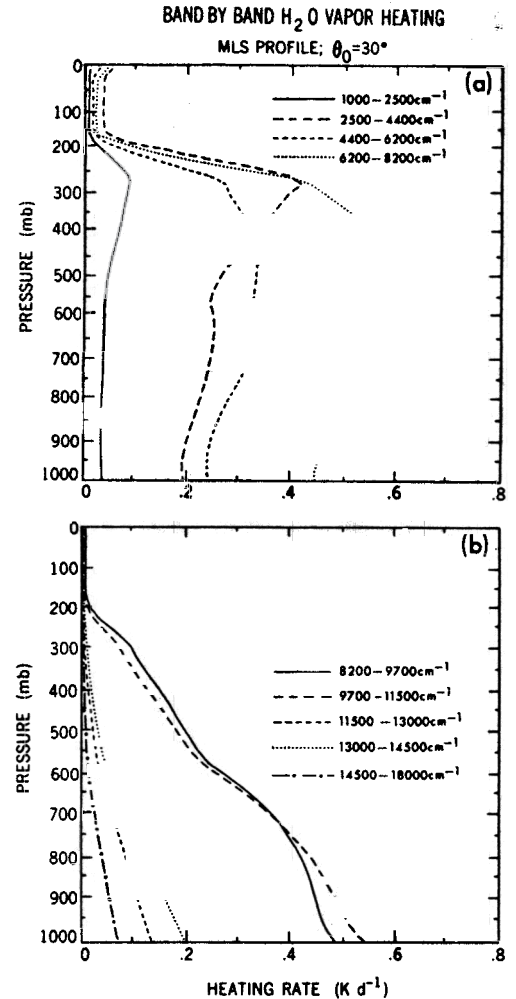 BAND BY BAND H₂O VAPOR HEATING
MLS PROFILE; θ₀=30°
(a)
1000 – 2500cm⁻¹
2500 – 4400cm⁻¹
4400 – 6200cm⁻¹
6200 – 8200cm⁻¹
PRESSURE (mb)
0
100
200
300
400
500
600
700
800
900
1000
0 .2 .4 .6 .8
(b)
8200 – 9700cm⁻¹
9700 – 11500cm⁻¹
11500 – 13000cm⁻¹
13000 – 14500cm⁻¹
14500 – 18000cm⁻¹
PRESSURE (mb)
0
100
200
300
400
500
600
700
800
900
1000
0 .2 .4 .6 .8
HEATING RATE (K d⁻¹)